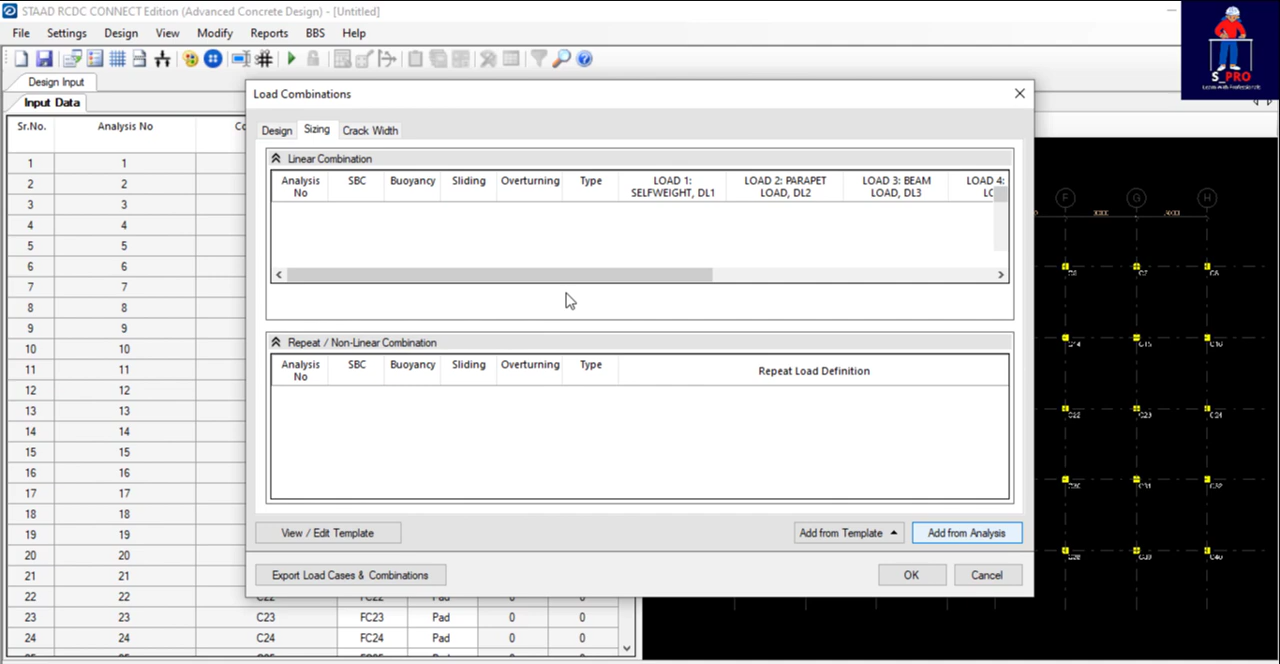 STAAD RCDC CONNECT Edition (Advanced Concrete Design) - [Untitled]
File Settings Design View Modify Reports BBS Help
S_PRO
Learn With Professionals
Design Input
Input Data
Load Combinations
Sr.No. Analysis No
Design Sizing Crack Width
Linear Combination
Analysis No SBC Buoyancy Sliding Overturning Type LOAD 1: SELFWEIGHT, DL1 LOAD 2: PARAPET LOAD, DL2 LOAD 3: BEAM LOAD, DL3 LOAD 4:
Repeat / Non-Linear Combination
Analysis No SBC Buoyancy Sliding Overturning Type Repeat Load Definition
1 1
2 2
3 3
4 4
5 5
6 6
7 7
8 8
9 9
10 10
11 11
12 12
13 13
14 14
15 15
16 16
17 17
18 18
19 19
20 20
21 21
22 22 C22 FC22 Pad 0 0
23 23 C23 FC23 Pad 0 0
24 24 C24 FC24 Pad 0 0
View / Edit Template Add from Template Add from Analysis
Export Load Cases & Combinations OK Cancel
F G H